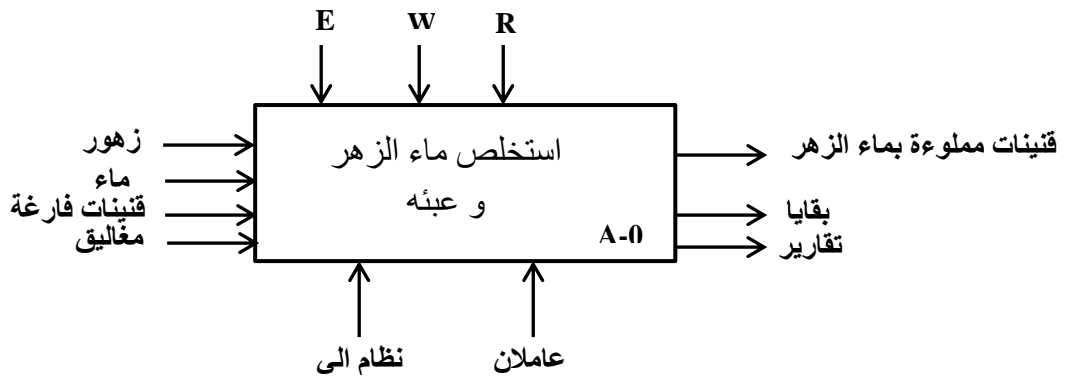 E W R
زهور
ماء
قنينات فارغة
مغاليق
استخلص ماء الزهر
و عبئه
A-0
قنينات مملوءة بماء الزهر
بقايا
تقارير
نظام الي
عاملان